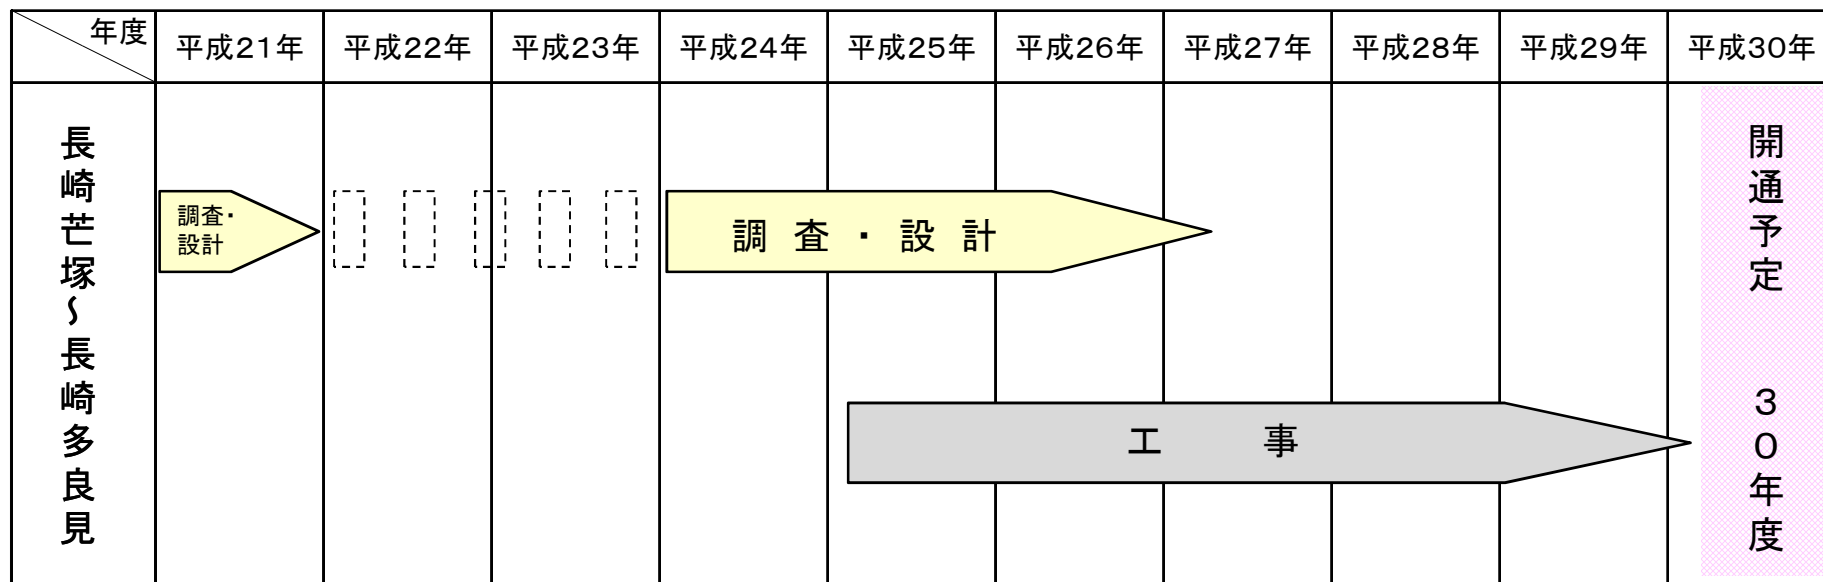 年度
平成21年
平成22年
平成23年
平成24年
平成25年
平成26年
平成27年
平成28年
平成29年
平成30年
長崎芒塚～長崎多良見
調査・
設計
調査・設計
工事
開通予定 30年度